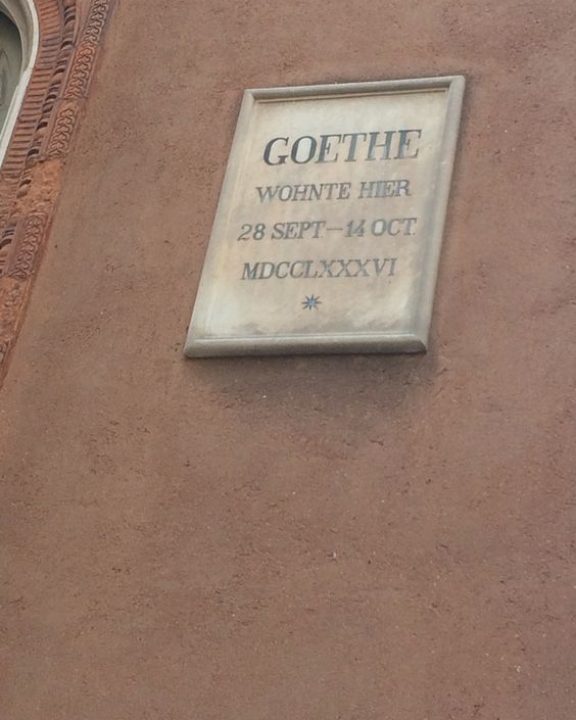 GOETHE
WOHNTE HIER
28 SEPT.—14 OCT.
MDCCLXXXVI